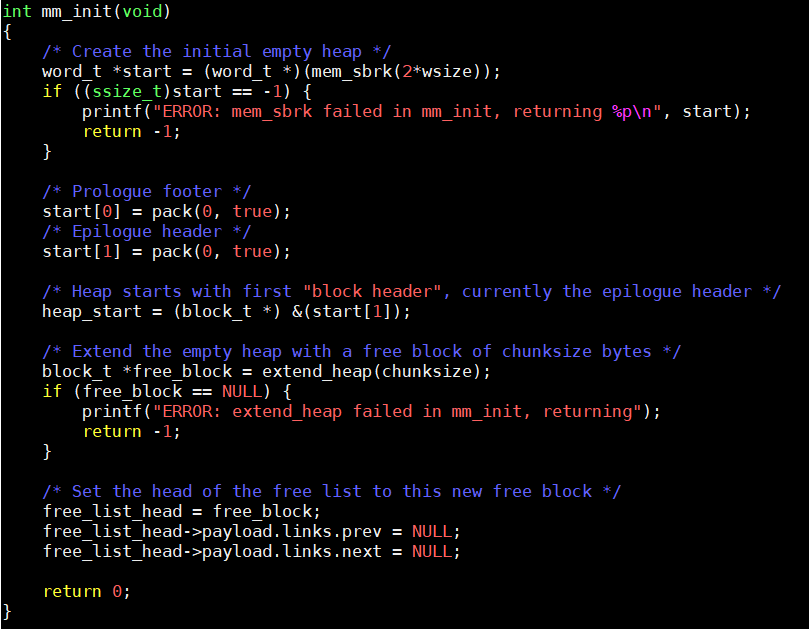 int mm_init(void)
{
    /* Create the initial empty heap */
    word_t *start = (word_t *)(mem_sbrk(2*wsize));
    if ((ssize_t)start == -1) {
        printf("ERROR: mem_sbrk failed in mm_init, returning %p\n", start);
        return -1;
    }

    /* Prologue footer */
    start[0] = pack(0, true);
    /* Epilogue header */
    start[1] = pack(0, true);

    /* Heap starts with first "block header", currently the epilogue header */
    heap_start = (block_t *) &(start[1]);

    /* Extend the empty heap with a free block of chunksize bytes */
    block_t *free_block = extend_heap(chunksize);
    if (free_block == NULL) {
        printf("ERROR: extend_heap failed in mm_init, returning");
        return -1;
    }

    /* Set the head of the free list to this new free block */
    free_list_head = free_block;
    free_list_head->payload.links.prev = NULL;
    free_list_head->payload.links.next = NULL;

    return 0;
}